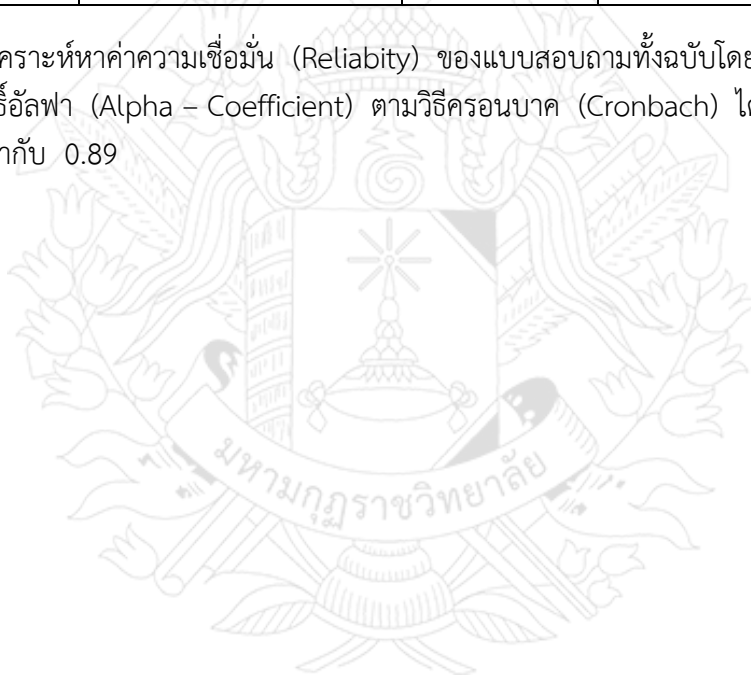 เคราะห์หาค่าความเชื่อมั่น (Reliabity) ของแบบสอบถามทั้งฉบับโดย
ธิ์อัลฟา (Alpha – Coefficient) ตามวิธีครอนบาค (Cronbach) ได้
ากับ 0.89
มหามกุฏราชวิทยาลัย